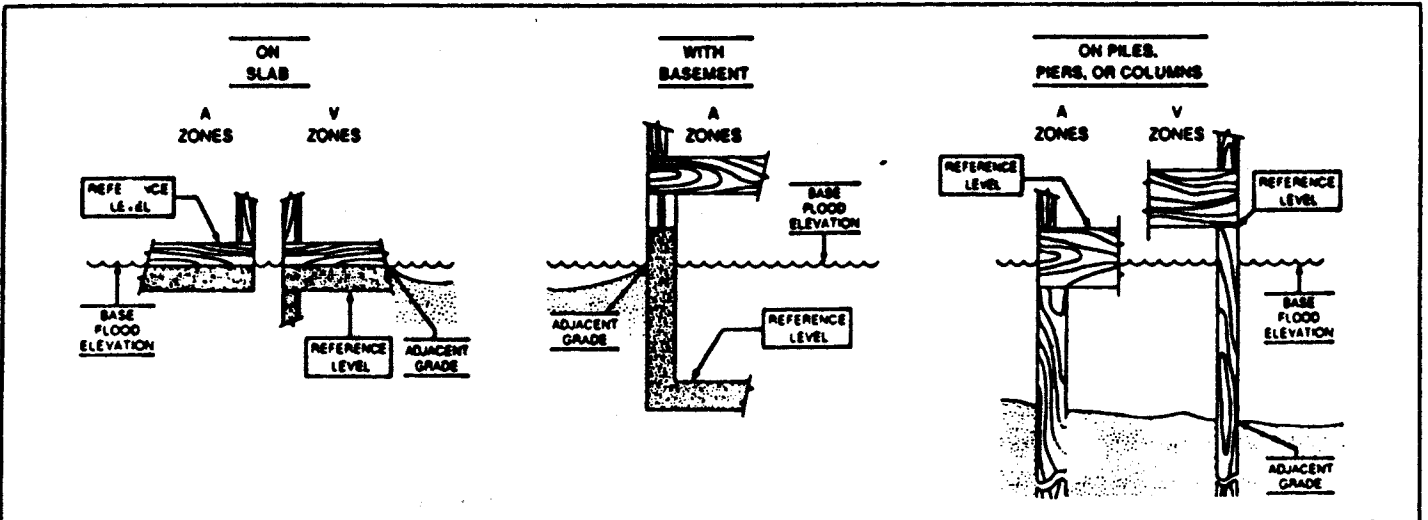 ON
SLAB
A
ZONES
V
ZONES
LEVEL
BASE
FLOOD
ELEVATION
REFERENCE
LEVEL
ADJACENT
GRADE
WITH
BASEMENT
A
ZONES
BASE
FLOOD
ELEVATION
ADJACENT
GRADE
REFERENCE
LEVEL
ON PILES,
PIERS, OR COLUMNS
A
ZONES
V
ZONES
REFERENCE
LEVEL
REFERENCE
LEVEL
BASE
FLOOD
ELEVATION
ADJACENT
GRADE